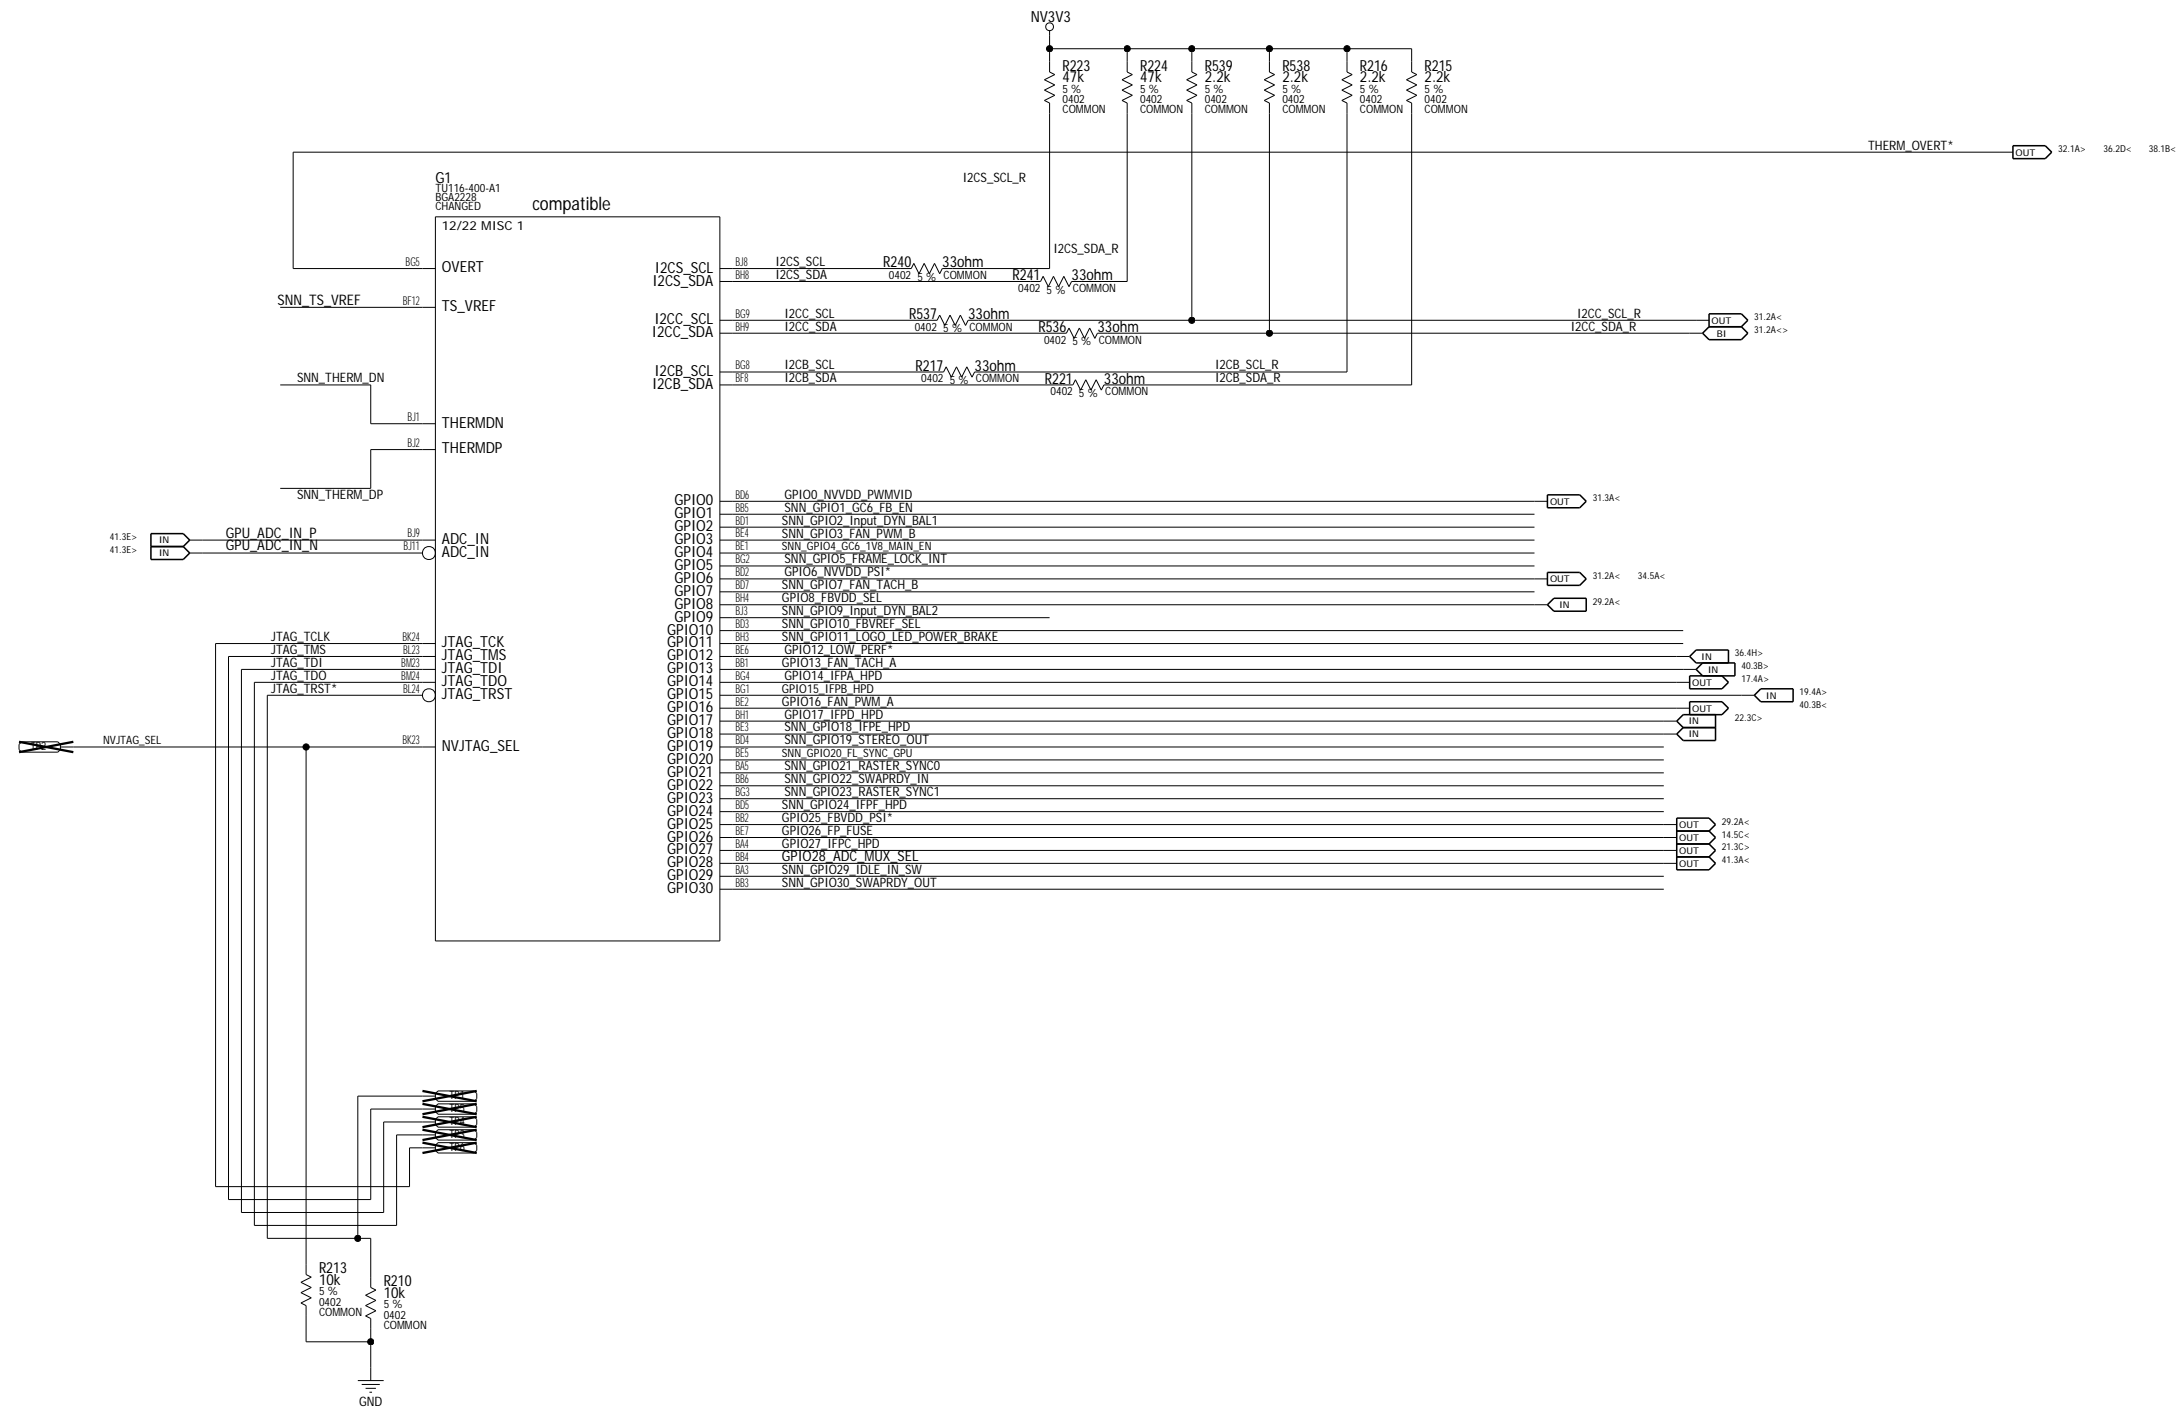 NV3V3
R223
47k
5 %
0402
COMMON
R224
47k
5 %
0402
COMMON
R539
2.2k
5 %
0402
COMMON
R538
2.2k
5 %
0402
COMMON
R216
2.2k
5 %
0402
COMMON
R215
2.2k
5 %
0402
COMMON
THERM_OVERT*
OUT 32.1A> 36.2D< 38.1B<
G1
TU116-400-A1
BGA2228
CHANGED
compatible
12/22 MISC 1
I2CS_SCL_R
I2CS_SDA_R
BG5 OVERT
SNN_TS_VREF BF12 TS_VREF
SNN_THERM_DN
BJ1 THERMDN
BJ2 THERMDP
SNN_THERM_DP
41.3E> IN GPU_ADC_IN_P BJ9 ADC_IN
41.3E> IN GPU_ADC_IN_N BJ11 ADC_IN
JTAG_TCLK BK24 JTAG_TCK
JTAG_TMS BL23 JTAG_TMS
JTAG_TDI BM23 JTAG_TDI
JTAG_TDO BM24 JTAG_TDO
JTAG_TRST* BL24 JTAG_TRST
NVJTAG_SEL BK23 NVJTAG_SEL
I2CS_SCL BJ8 I2CS_SCL R240 33ohm
0402 5 % COMMON
I2CS_SDA BH8 I2CS_SDA R241 33ohm
0402 5 % COMMON
I2CC_SCL BG9 I2CC_SCL R537 33ohm I2CC_SCL_R OUT 31.2A<
0402 5 % COMMON
I2CC_SDA BH9 I2CC_SDA R536 33ohm I2CC_SDA_R BI 31.2A<>
0402 5 % COMMON
I2CB_SCL BG8 I2CB_SCL R217 33ohm I2CB_SCL_R
0402 5 % COMMON
I2CB_SDA BF8 I2CB_SDA R221 33ohm I2CB_SDA_R
0402 5 % COMMON
GPIO0 BD6 GPIO0_NVVDD_PWMVID OUT 31.3A<
GPIO1 BB5 SNN_GPIO1_GC6_FB_EN
GPIO2 BD1 SNN_GPIO2_Input_DYN_BAL1
GPIO3 BE4 SNN_GPIO3_FAN_PWM_B
GPIO4 BE1 SNN_GPIO4_GC6_1V8_MAIN_EN
GPIO5 BG2 SNN_GPIO5_FRAME_LOCK_INT
GPIO6 BD2 GPIO6_NVVDD_PSI* OUT 31.2A< 34.5A<
GPIO7 BD7 SNN_GPIO7_FAN_TACH_B
GPIO8 BH4 GPIO8_FBVDD_SEL IN 29.2A<
GPIO9 BJ3 SNN_GPIO9_Input_DYN_BAL2
GPIO10 BD3 SNN_GPIO10_FBVREF_SEL
GPIO11 BH3 SNN_GPIO11_LOGO_LED_POWER_BRAKE
GPIO12 BE6 GPIO12_LOW_PERF* IN 36.4H>
GPIO13 BB1 GPIO13_FAN_TACH_A IN 40.3B>
GPIO14 BG4 GPIO14_IFPA_HPD OUT 17.4A>
GPIO15 BG1 GPIO15_IFPB_HPD IN 19.4A>
GPIO16 BE2 GPIO16_FAN_PWM_A OUT 40.3B<
GPIO17 BH1 GPIO17_IFPD_HPD IN 22.3C>
GPIO18 BE3 SNN_GPIO18_IFPE_HPD IN
GPIO19 BD4 SNN_GPIO19_STEREO_OUT
GPIO20 BE5 SNN_GPIO20_FL_SYNC_GPU
GPIO21 BA5 SNN_GPIO21_RASTER_SYNC0
GPIO22 BB6 SNN_GPIO22_SWAPRDY_IN
GPIO23 BG3 SNN_GPIO23_RASTER_SYNC1
GPIO24 BD5 SNN_GPIO24_IFPF_HPD
GPIO25 BB2 GPIO25_FBVDD_PSI* OUT 29.2A<
GPIO26 BE7 GPIO26_FP_FUSE OUT 14.5C<
GPIO27 BA4 GPIO27_IFPC_HPD OUT 21.3C>
GPIO28 BB4 GPIO28_ADC_MUX_SEL OUT 41.3A<
GPIO29 BA3 SNN_GPIO29_IDLE_IN_SW
GPIO30 BB3 SNN_GPIO30_SWAPRDY_OUT
R213
10k
5 %
0402
COMMON
R210
10k
5 %
0402
COMMON
GND